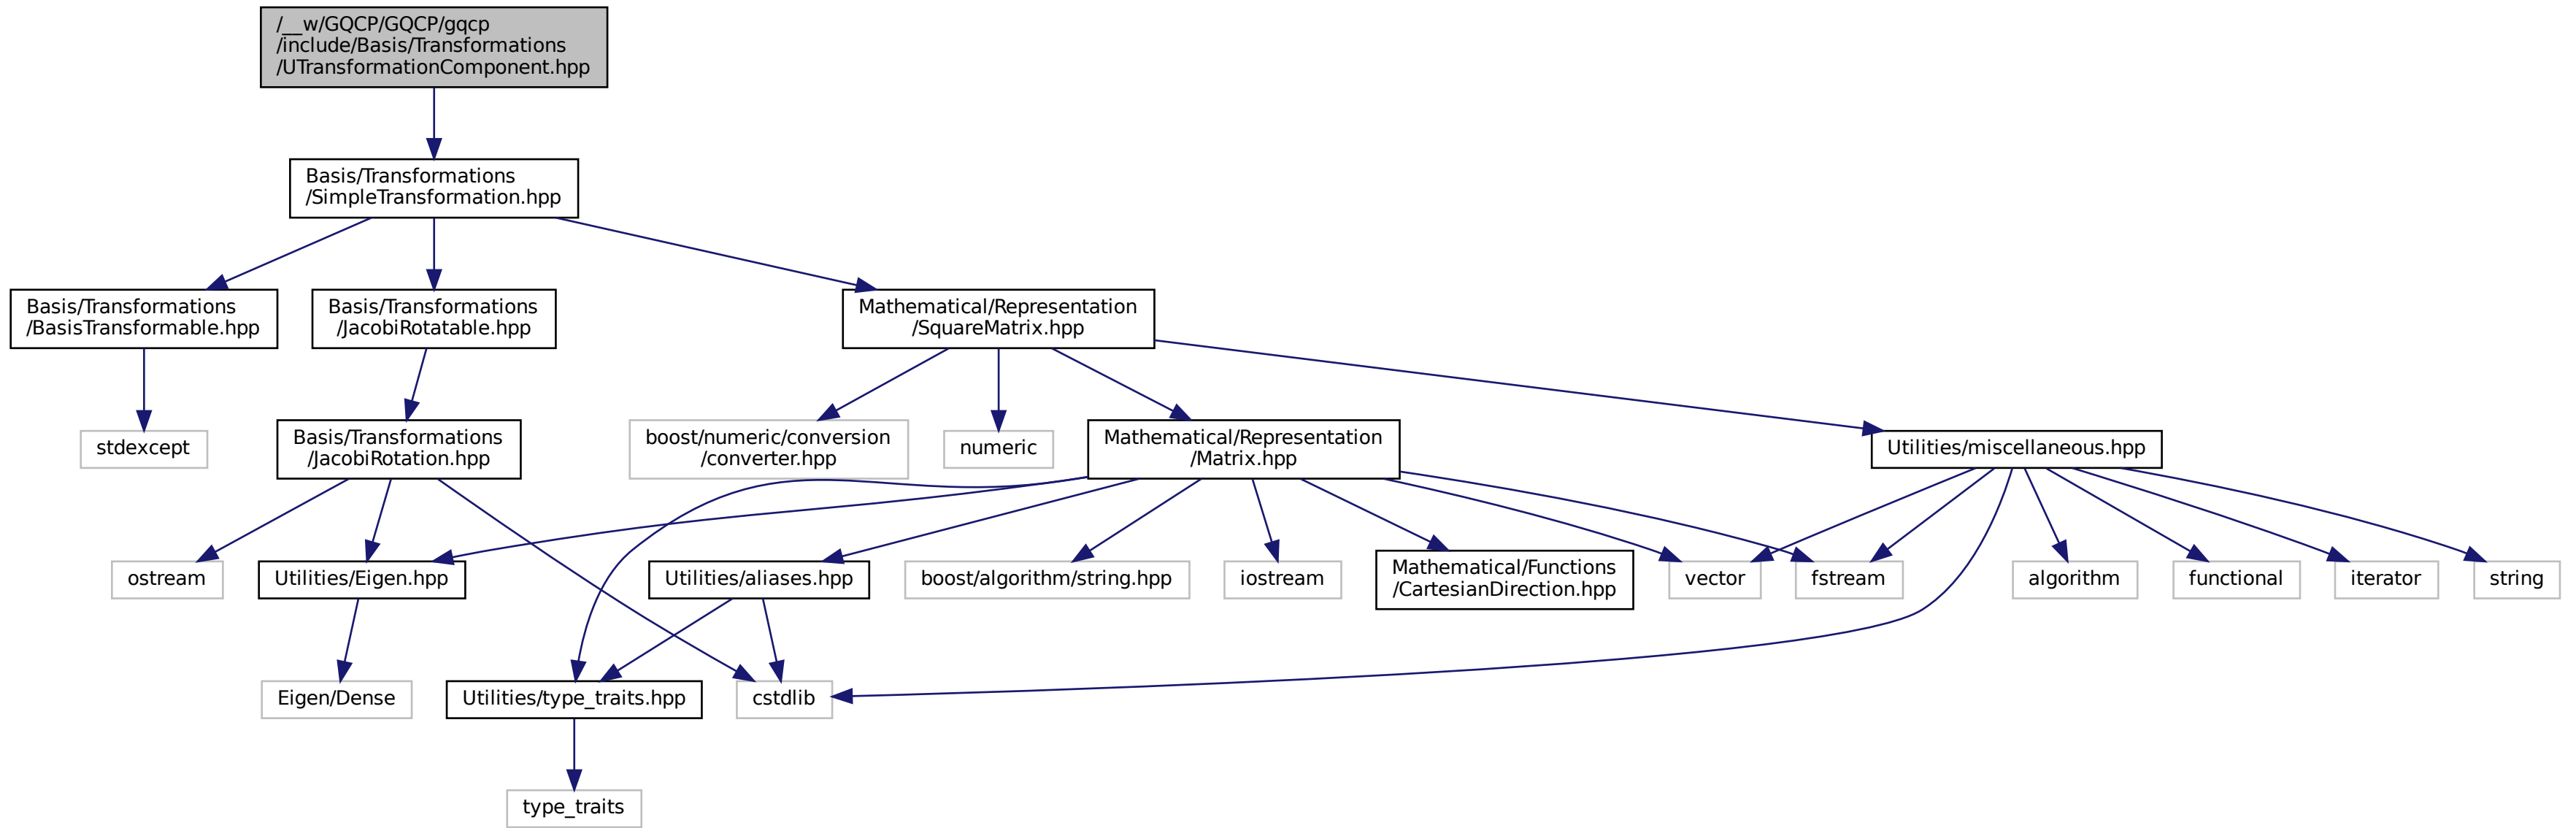 /__w/GQCP/GQCP/gqcp
/include/Basis/Transformations
/UTransformationComponent.hpp
Basis/Transformations
/SimpleTransformation.hpp
Basis/Transformations
/BasisTransformable.hpp
Basis/Transformations
/JacobiRotatable.hpp
Mathematical/Representation
/SquareMatrix.hpp
stdexcept
Basis/Transformations
/JacobiRotation.hpp
boost/numeric/conversion
/converter.hpp
numeric
Mathematical/Representation
/Matrix.hpp
Utilities/miscellaneous.hpp
ostream
Utilities/Eigen.hpp
Utilities/aliases.hpp
boost/algorithm/string.hpp
iostream
Mathematical/Functions
/CartesianDirection.hpp
vector
fstream
algorithm
functional
iterator
string
Eigen/Dense
Utilities/type_traits.hpp
cstdlib
type_traits